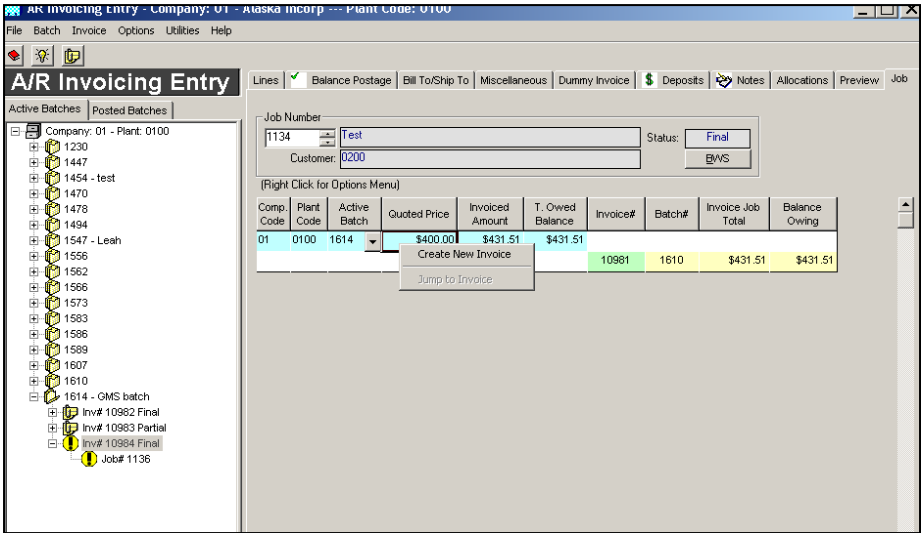 AR Invoicing Entry - Company: 01 - Alaska Incorp --- Plant Code: 0100
File Batch Invoice Options Utilities Help
A/R Invoicing Entry
Lines Balance Postage Bill To/Ship To Miscellaneous Dummy Invoice $ Deposits Notes Allocations Preview Job
Active Batches Posted Batches
Company: 01 - Plant: 0100
1230
1447
1454 - test
1470
1478
1494
1547 - Leah
1556
1562
1566
1573
1583
1586
1589
1607
1610
1614 - GMS batch
Inv# 10982 Final
Inv# 10983 Partial
Inv# 10984 Final
Job# 1136
Job Number
1134 Test Status: Final
Customer: 0200 BWS
(Right Click for Options Menu)
Comp. Code Plant Code Active Batch Quoted Price Invoiced Amount T. Owed Balance Invoice# Batch# Invoice Job Total Balance Owing
01 0100 1614 $400.00 $431.51 $431.51
10981 1610 $431.51 $431.51
Create New Invoice
Jump to Invoice